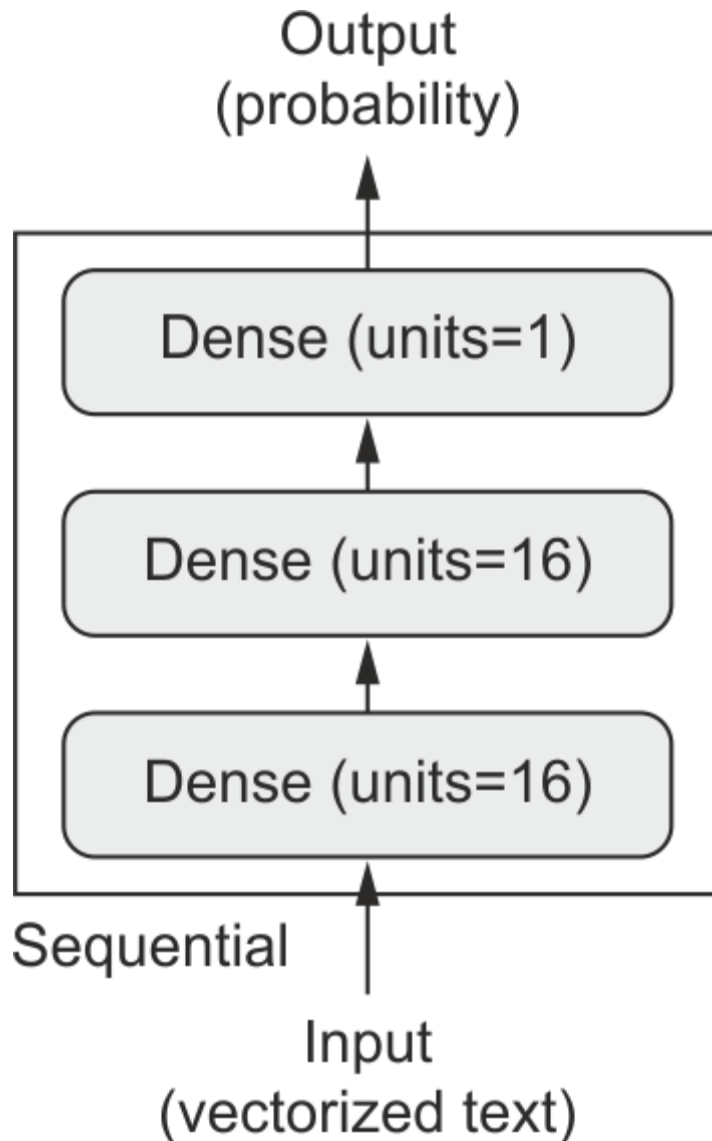 Output
(probability)
Dense (units=1)
Dense (units=16)
Dense (units=16)
Sequential
Input
(vectorized text)